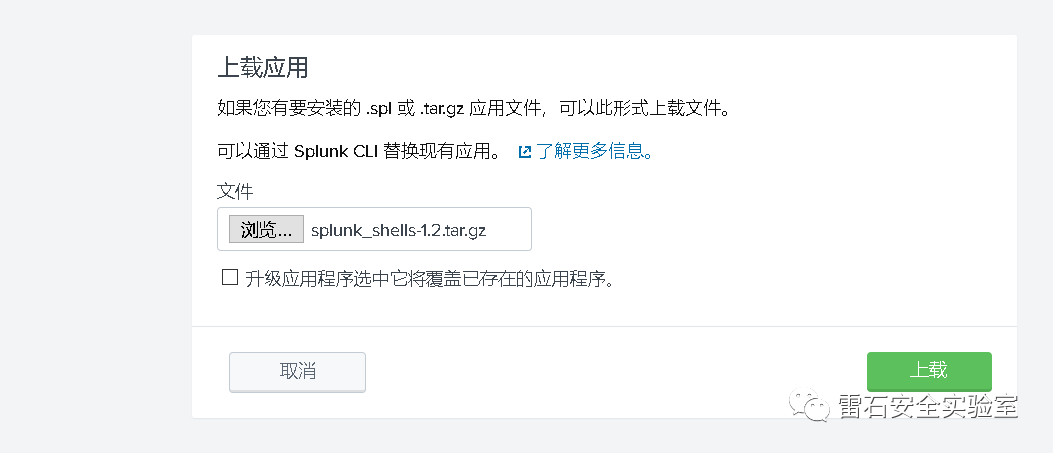 上载应用
如果您有要安装的 .spl 或 .tar.gz 应用文件，可以此形式上载文件。
可以通过 Splunk CLI 替换现有应用。 了解更多信息。
文件
浏览... splunk_shells-1.2.tar.gz
升级应用程序选中它将覆盖已存在的应用程序。
取消 上载
雷石安全实验室